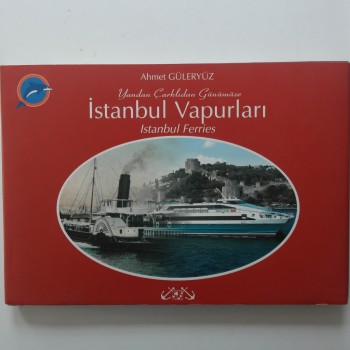 Ahmet GÜLERYÜZ
Yandan Çarklıdan Günümüze
İstanbul Vapurları
Istanbul Ferries